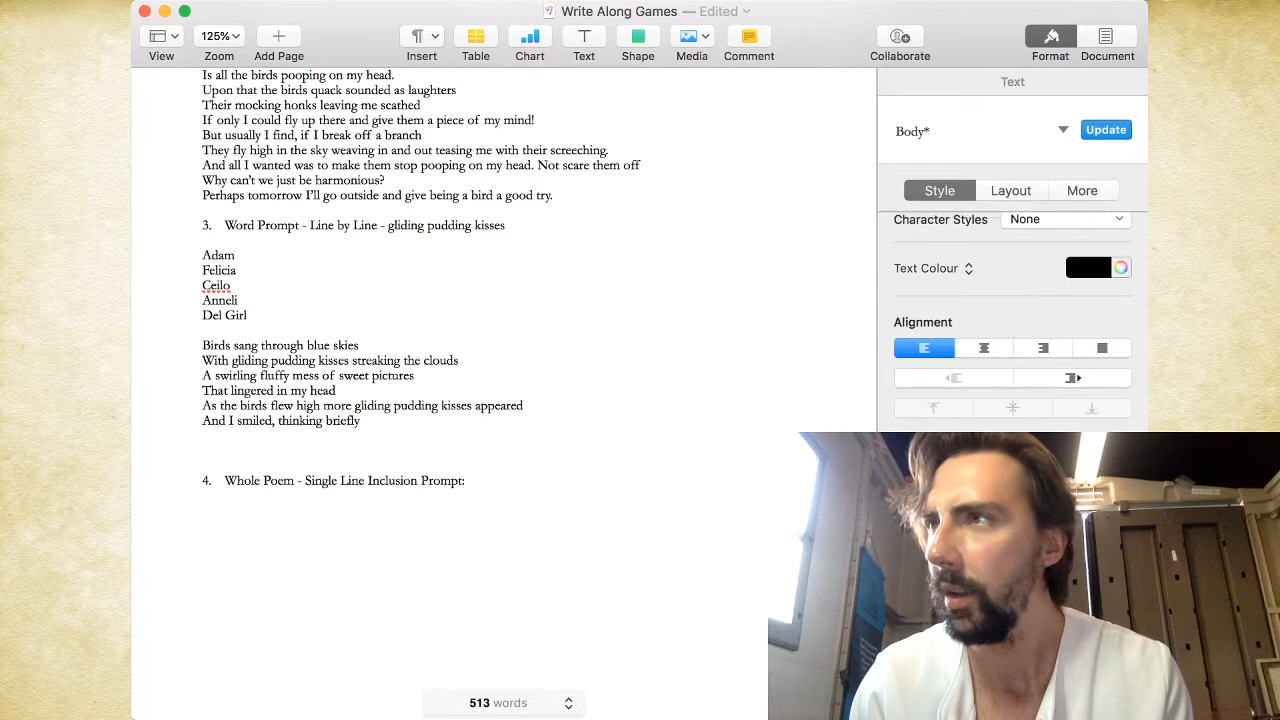 Write Along Games — Edited
View
125%
Zoom
Add Page
Insert
Table
Chart
Text
Shape
Media
Comment
Collaborate
Format
Document
Is all the birds pooping on my head.
Upon that the birds quack sounded as laughters
Their mocking honks leaving me scathed
If only I could fly up there and give them a piece of my mind!
But usually I find, if I break off a branch
They fly high in the sky weaving in and out teasing me with their screeching.
And all I wanted was to make them stop pooping on my head. Not scare them off
Why can't we just be harmonious?
Perhaps tomorrow I'll go outside and give being a bird a good try.
3. Word Prompt - Line by Line - gliding pudding kisses
Adam
Felicia
Ceilo
Anneli
Del Girl
Birds sang through blue skies
With gliding pudding kisses streaking the clouds
A swirling fluffy mess of sweet pictures
That lingered in my head
As the birds flew high more gliding pudding kisses appeared
And I smiled, thinking briefly
4. Whole Poem - Single Line Inclusion Prompt:
513 words
Text
Body*
Update
Style
Layout
More
Character Styles
None
Text Colour
Alignment